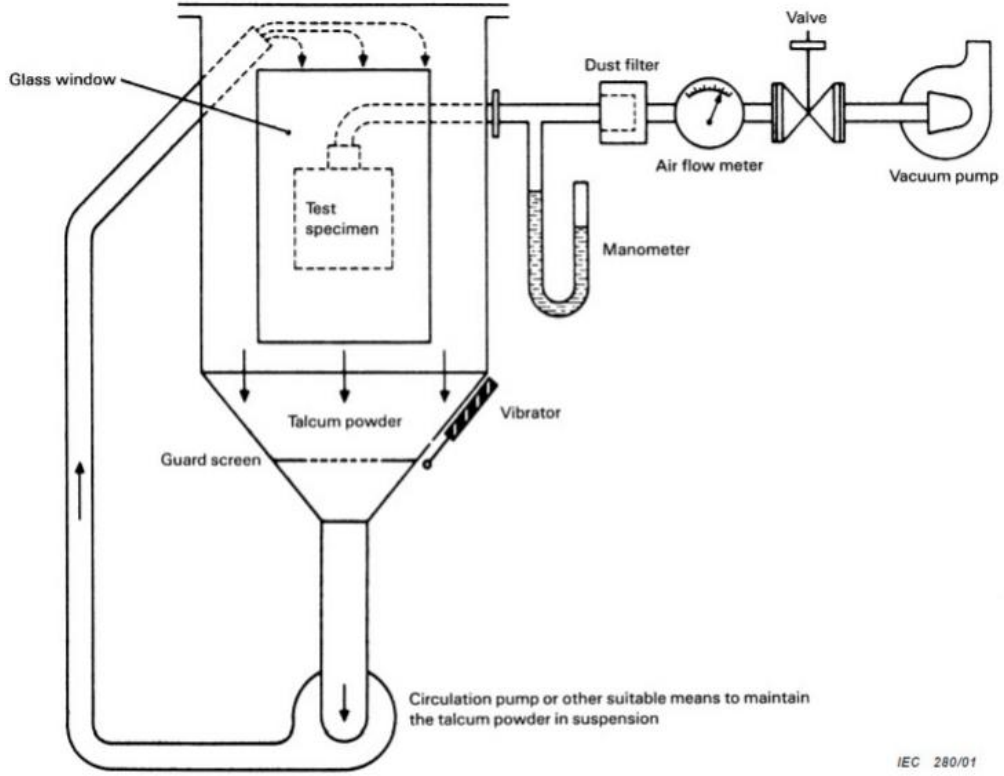 Valve
Glass window
Dust filter
Air flow meter
Vacuum pump
Test
specimen
Manometer
Talcum powder
Vibrator
Guard screen
Circulation pump or other suitable means to maintain
the talcum powder in suspension
IEC 280/01